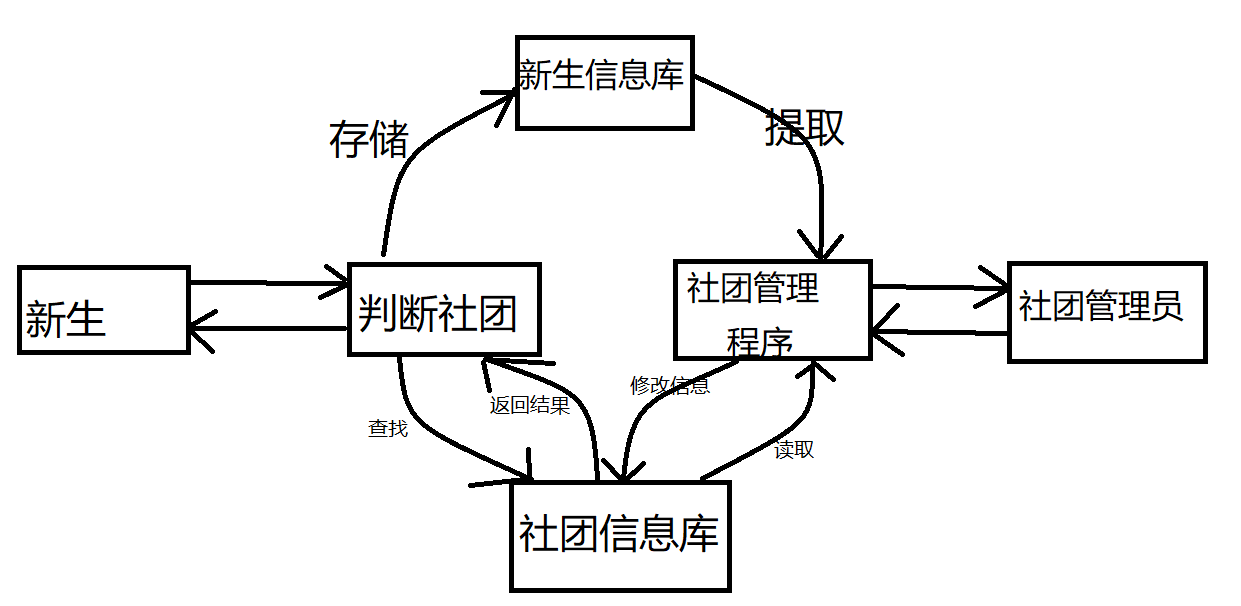 新生信息库
存储
提取
新生
判断社团
社团管理
程序
社团管理员
修改信息
返回结果
查找
读取
社团信息库